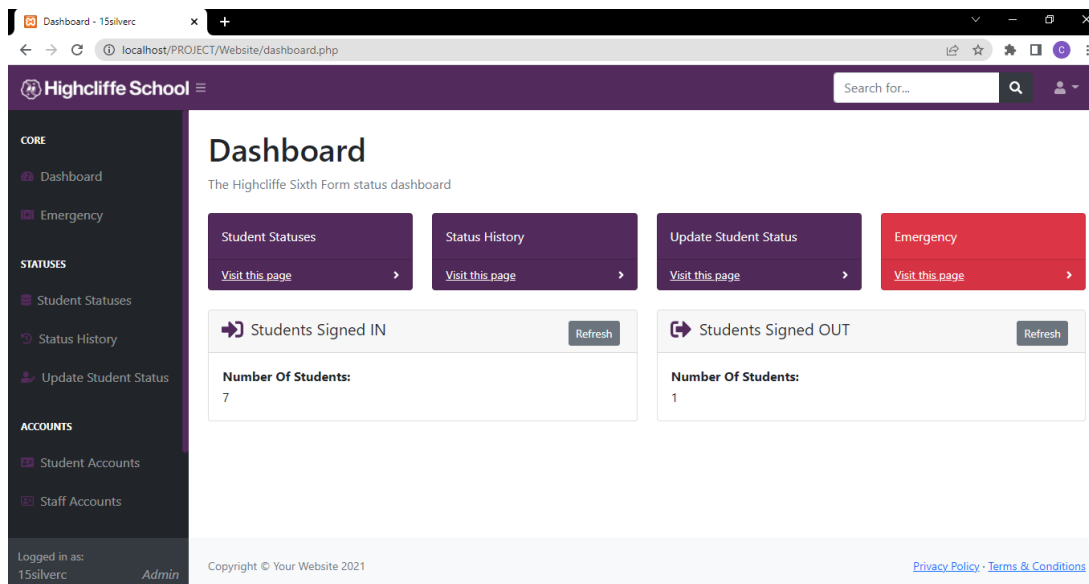 Dashboard - 15silverc
localhost/PROJECT/Website/dashboard.php
C
Highcliffe School
Search for...
CORE
Dashboard
Emergency
STATUSES
Student Statuses
Status History
Update Student Status
ACCOUNTS
Student Accounts
Staff Accounts
Logged in as:
15silverc Admin
Dashboard
The Highcliffe Sixth Form status dashboard
Student Statuses
Visit this page
Status History
Visit this page
Update Student Status
Visit this page
Emergency
Visit this page
Students Signed IN
Refresh
Number Of Students:
7
Students Signed OUT
Refresh
Number Of Students:
1
Copyright © Your Website 2021
Privacy Policy · Terms & Conditions